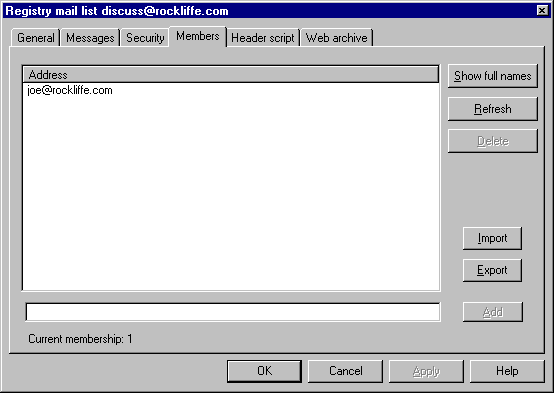 Registry mail list discuss@rockliffe.com
General Messages Security Members Header script Web archive
Address
joe@rockliffe.com
Show full names
Refresh
Delete
Import
Export
Add
Current membership: 1
OK Cancel Apply Help